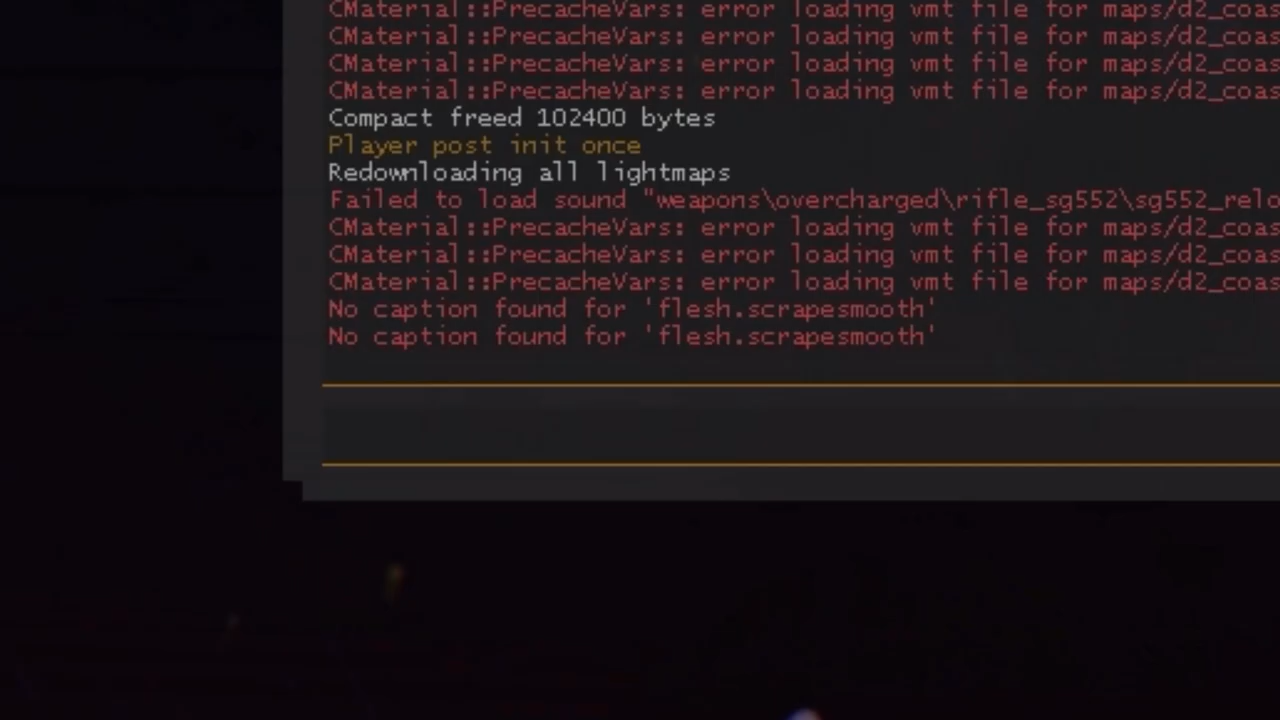 CMaterial::PrecacheVars: error loading vmt file for maps/d2_coas
CMaterial::PrecacheVars: error loading vmt file for maps/d2_coas
CMaterial::PrecacheVars: error loading vmt file for maps/d2_coas
CMaterial::PrecacheVars: error loading vmt file for maps/d2_coas
Compact freed 102400 bytes
Player post init once
Redownloading all lightmaps
Failed to load sound "weapons\overcharged\rifle_sg552\sg552_relo
CMaterial::PrecacheVars: error loading vmt file for maps/d2_coas
CMaterial::PrecacheVars: error loading vmt file for maps/d2_coas
CMaterial::PrecacheVars: error loading vmt file for maps/d2_coas
No caption found for 'flesh.scrapesmooth'
No caption found for 'flesh.scrapesmooth'